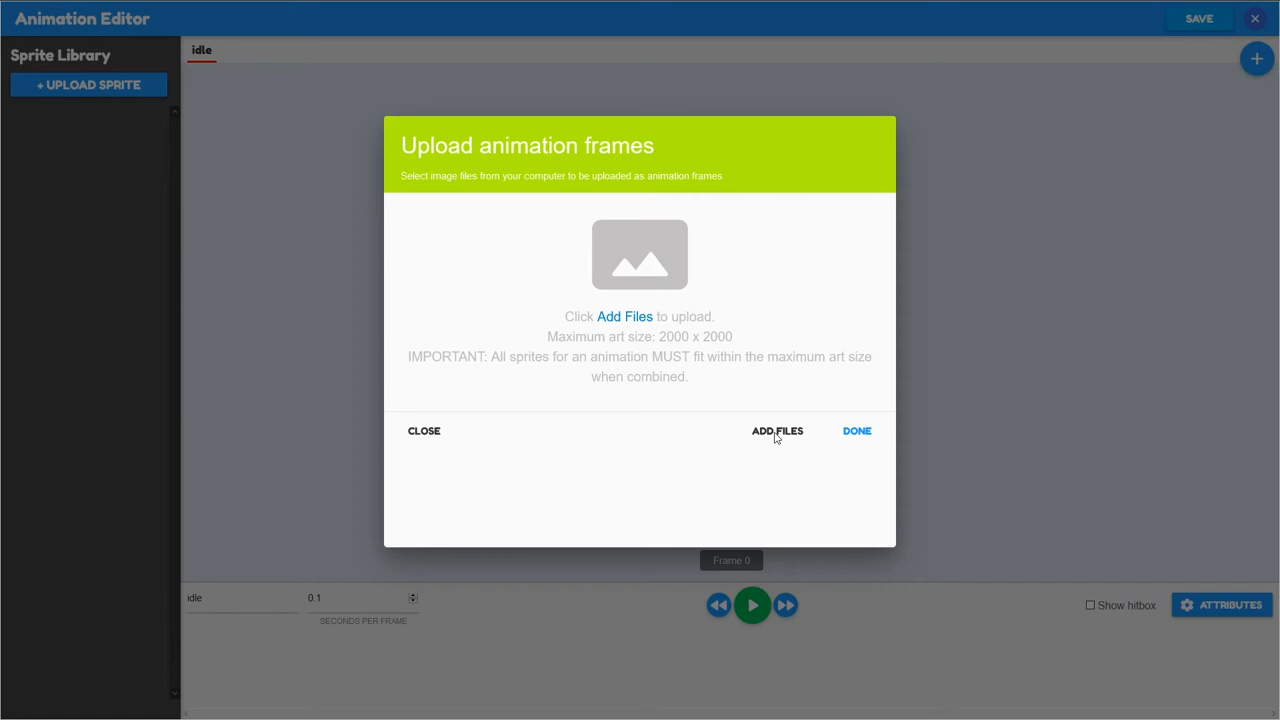 Animation Editor
SAVE
Sprite Library
idle
+ UPLOAD SPRITE
Upload animation frames
Select image files from your computer to be uploaded as animation frames
Click Add Files to upload.
Maximum art size: 2000 x 2000
IMPORTANT: All sprites for an animation MUST fit within the maximum art size
when combined.
CLOSE
ADD FILES
DONE
Frame 0
idle
0.1
SECONDS PER FRAME
Show hitbox
ATTRIBUTES